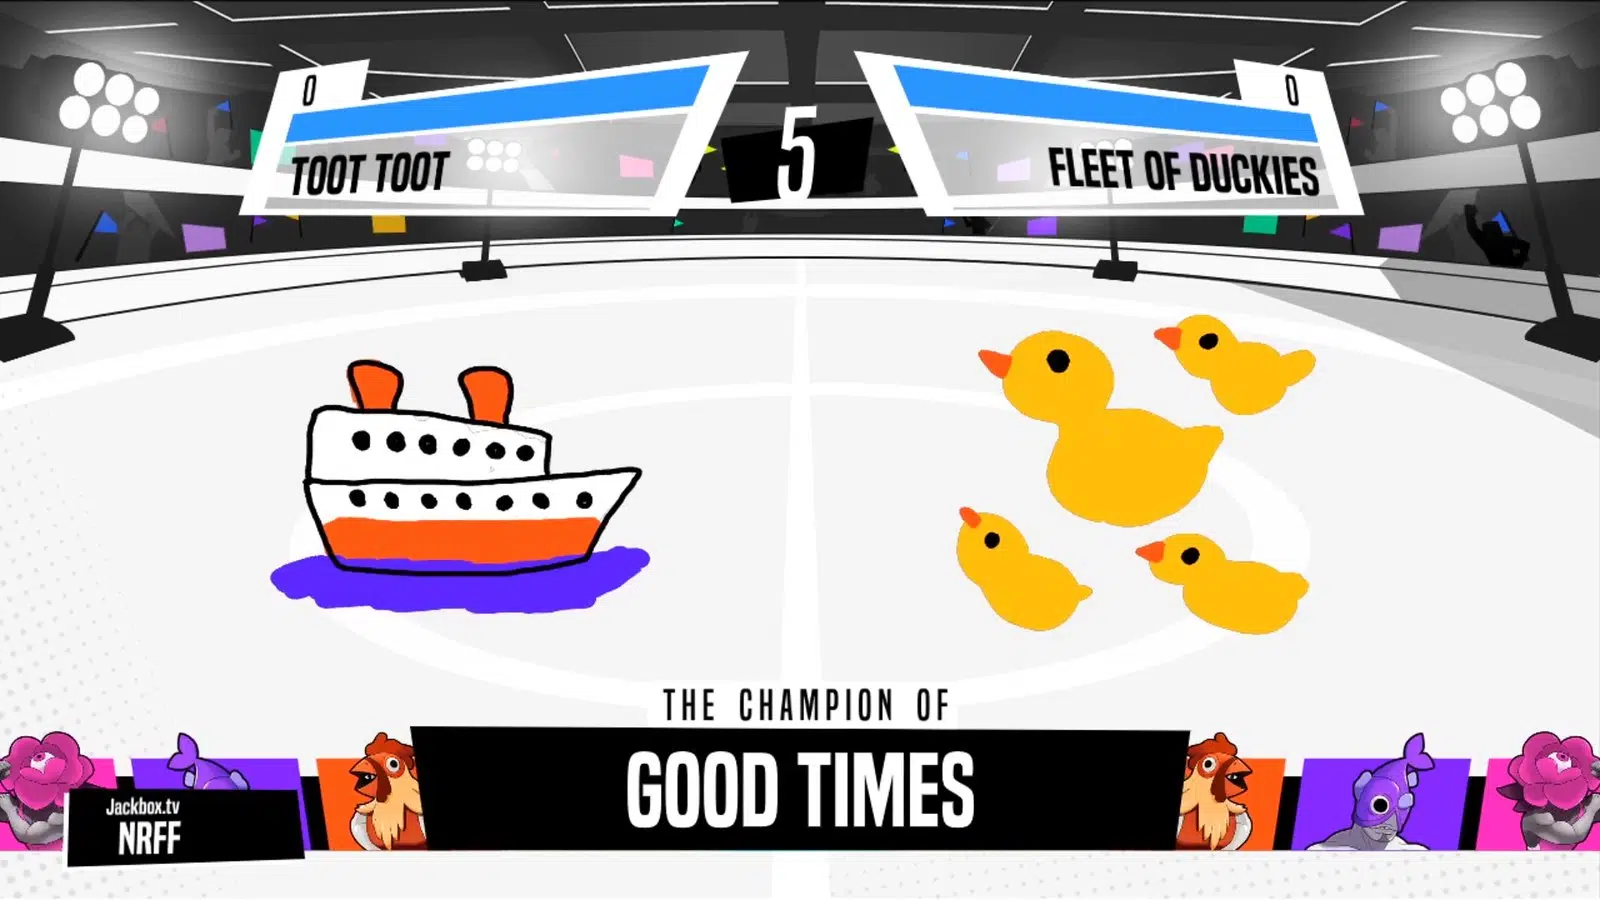 0
TOOT TOOT
5
0
FLEET OF DUCKIES
THE CHAMPION OF
GOOD TIMES
Jackbox.tv
NRFF